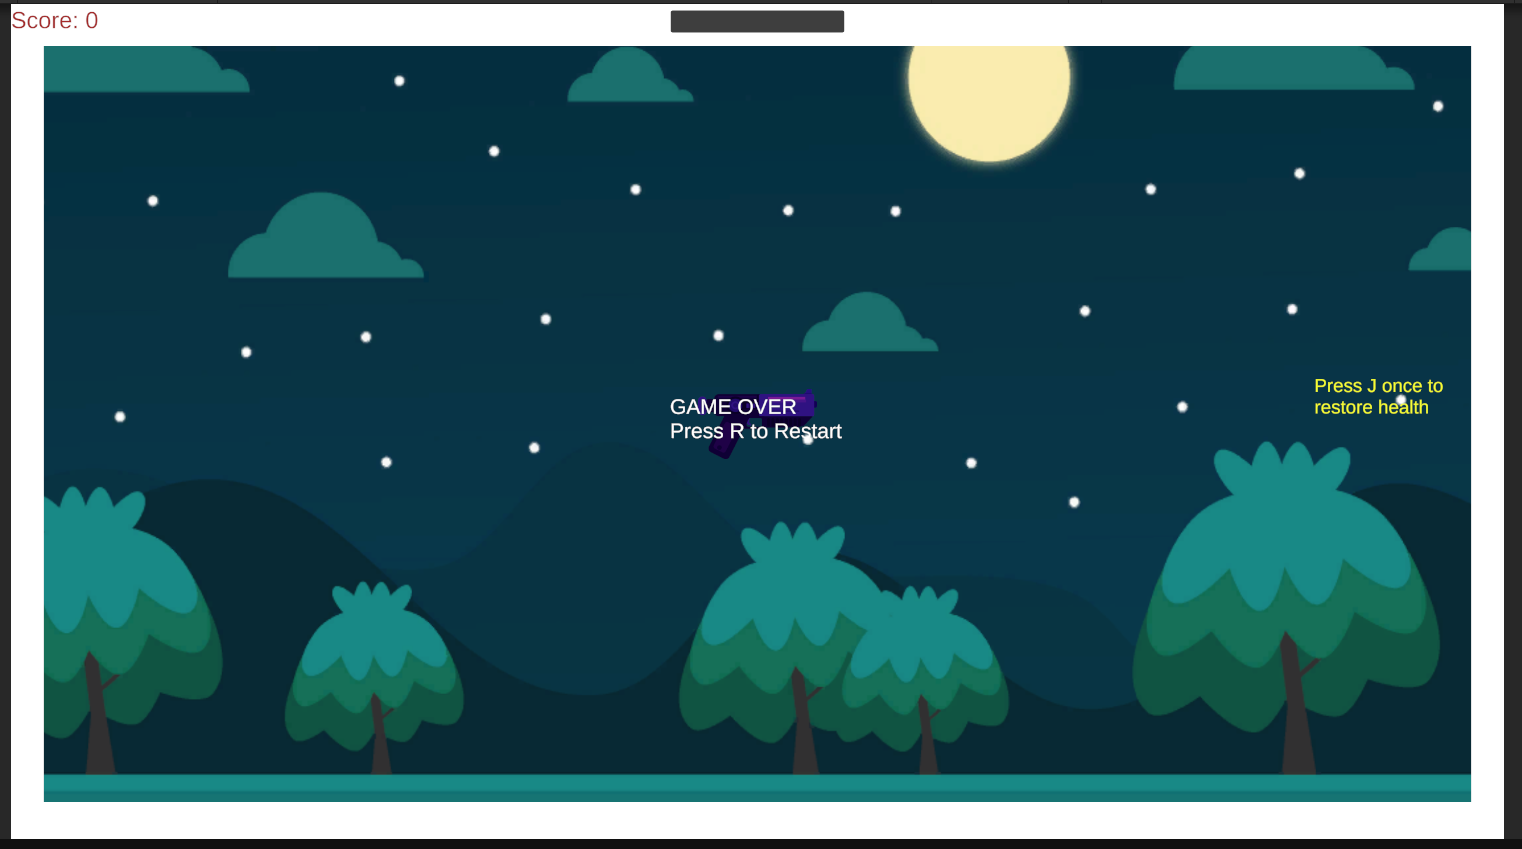 Score: 0
GAME OVER
Press R to Restart
Press J once to
restore health